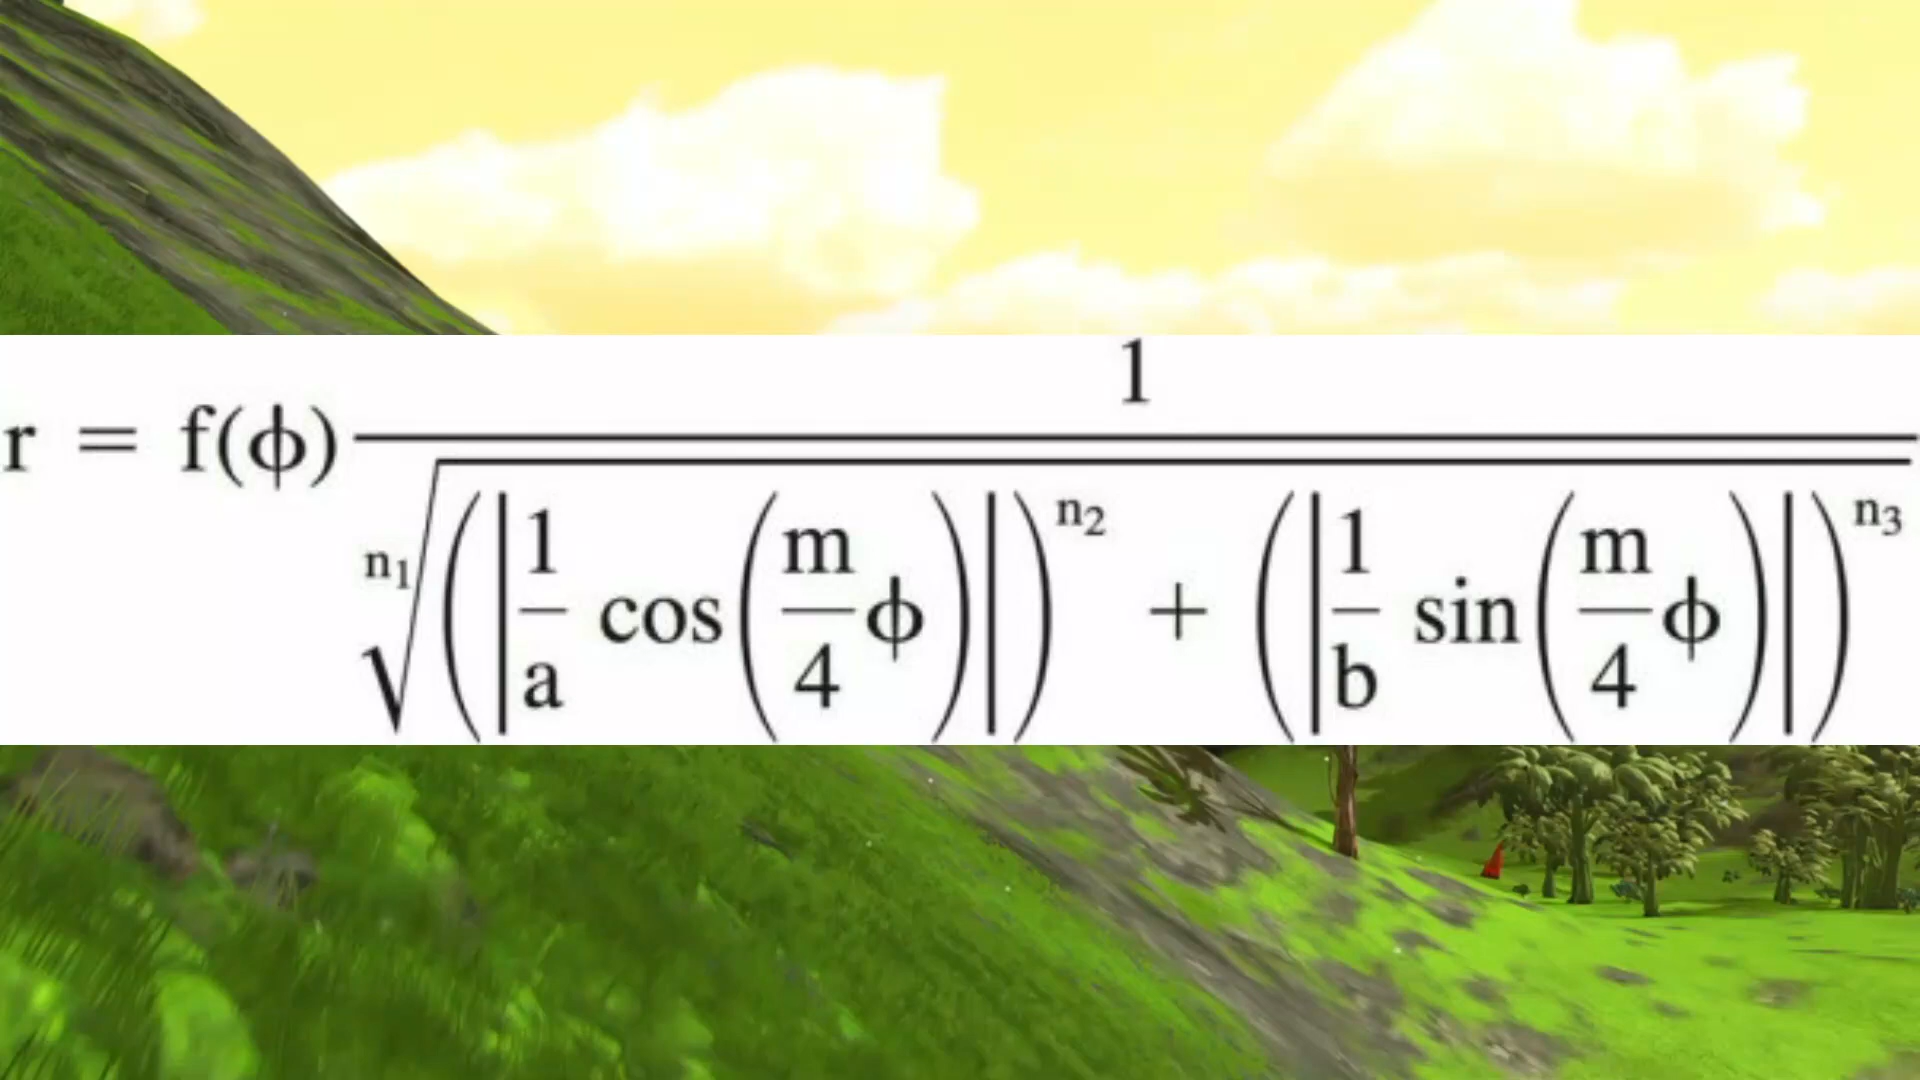 r = f(ϕ) 1 / ⁿ¹√((|1/a cos(m/4 ϕ)|)ⁿ² + (|1/b sin(m/4 ϕ)|)ⁿ³)